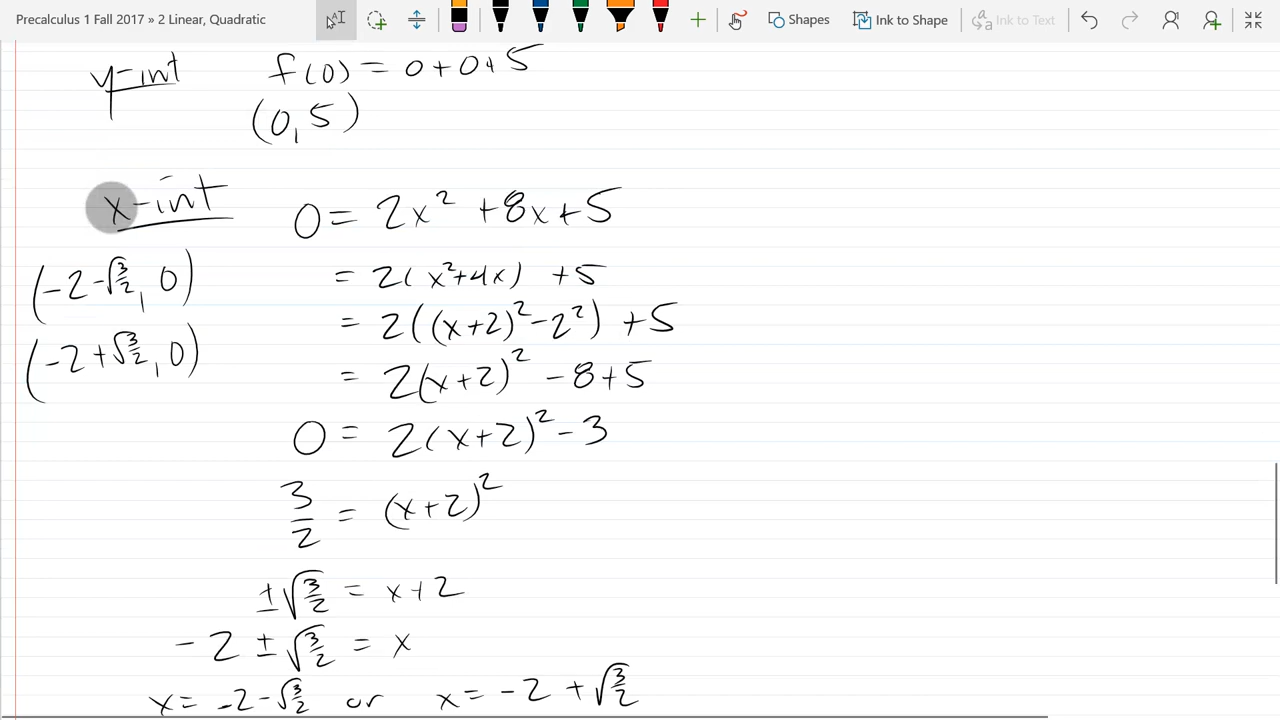 Precalculus 1 Fall 2017 » 2 Linear, Quadratic
Shapes
Ink to Shape
Ink to Text
y-int f(0) = 0+0+5
(0,5)
x-int 0 = 2x² +8x+5
(-2-√3/2, 0) = 2(x²+4x) +5
= 2((x+2)²-2²) +5
(-2+√3/2, 0)
= 2(x+2)² -8+5
0 = 2(x+2)² -3
3/2 = (x+2)²
±√3/2 = x+2
-2 ±√3/2 = x
x = -2-√3/2 or x = -2 +√3/2